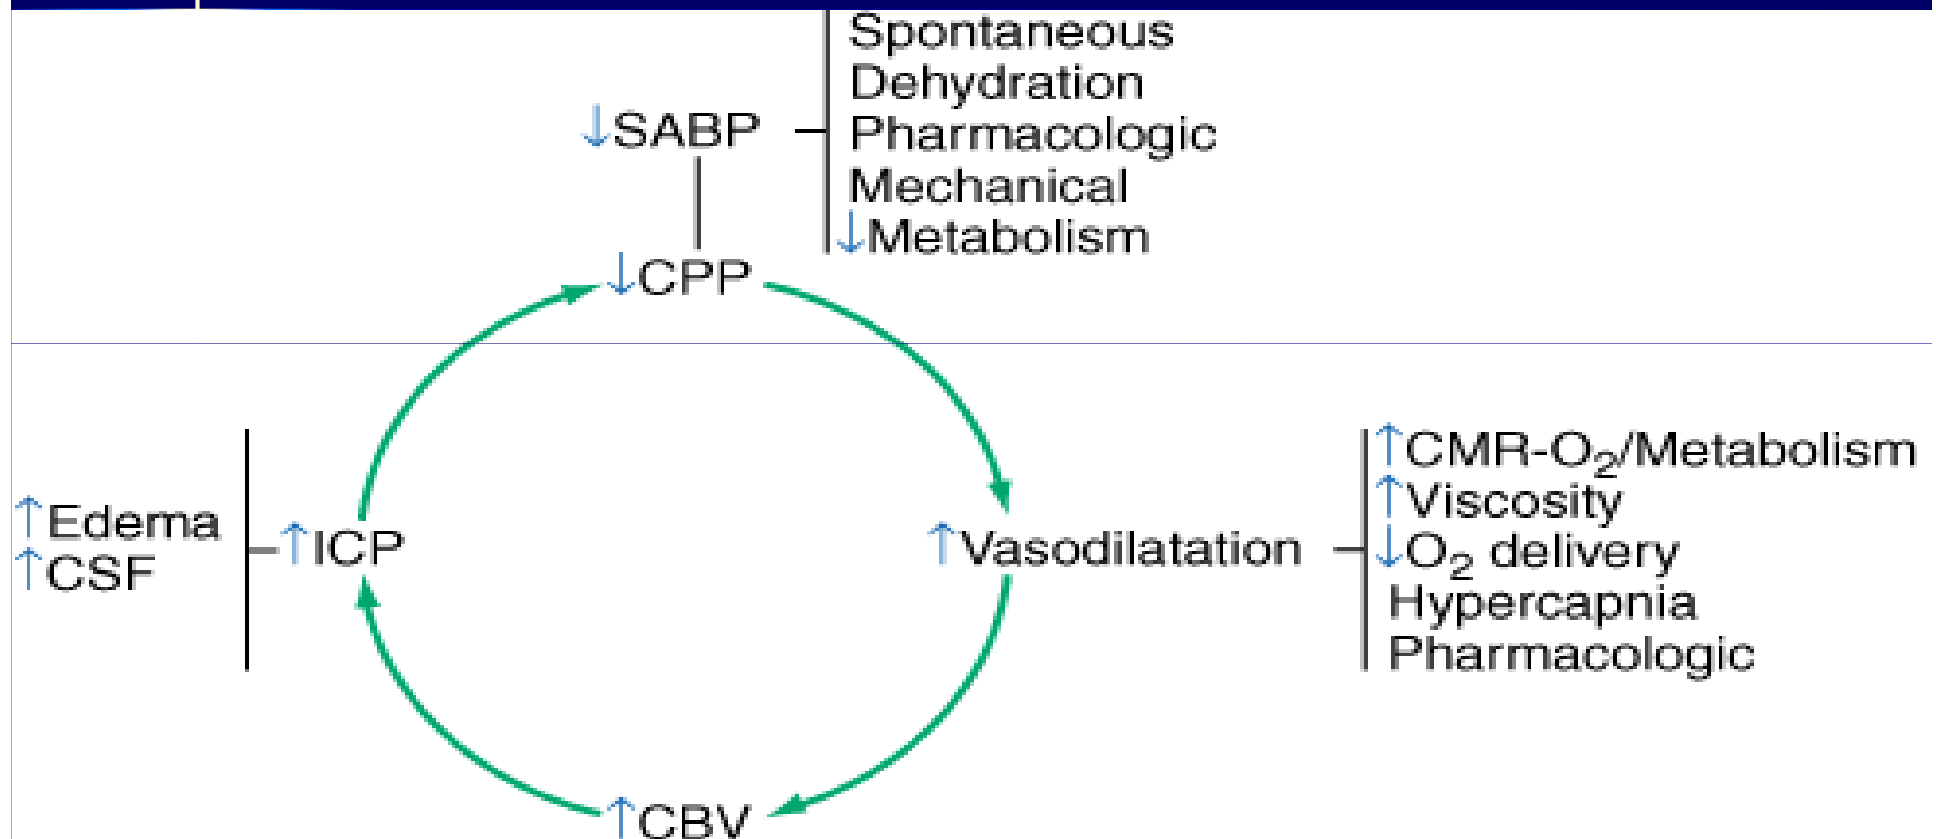 Spontaneous
Dehydration
↓SABP
Pharmacologic
Mechanical
↓Metabolism
↓CPP
↑CMR-O₂/Metabolism
↑Viscosity
↑Edema
↑ICP
↑Vasodilatation
↓O₂ delivery
↑CSF
Hypercapnia
Pharmacologic
↑CBV